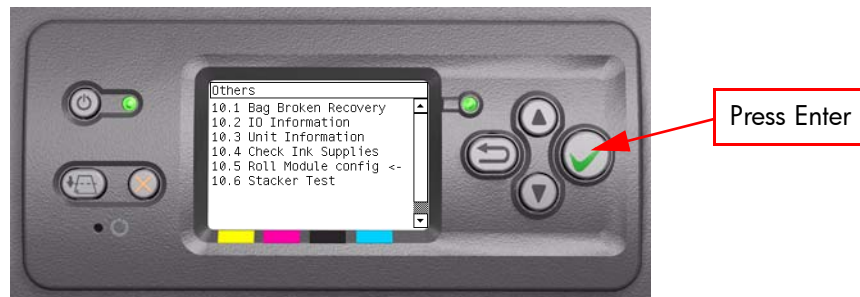 Others
10.1 Bag Broken Recovery
10.2 IO Information
10.3 Unit Information
10.4 Check Ink Supplies
10.5 Roll Module config <-
10.6 Stacker Test
Press Enter